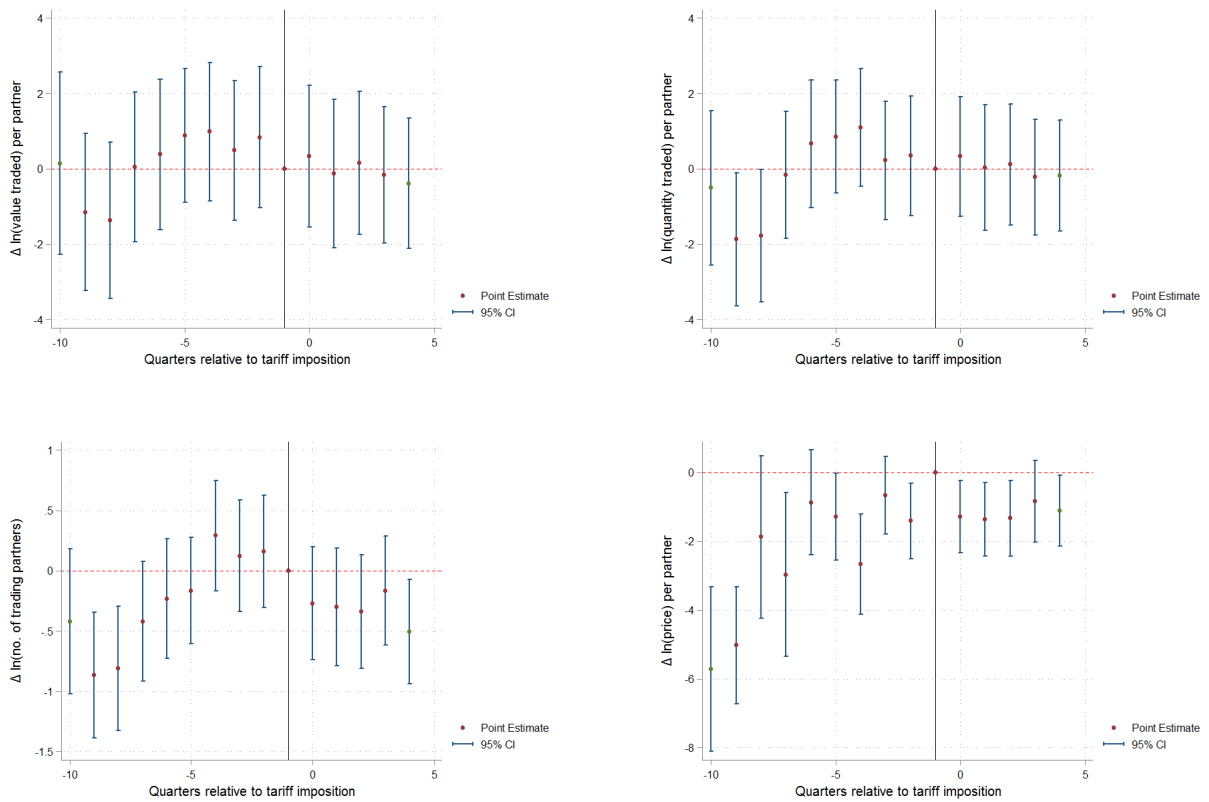 Δ ln(value traded) per partner
4
2
0
-2
-4
-10
-5
0
5
Quarters relative to tariff imposition
Point Estimate
95% CI
Δ ln(quantity traded) per partner
4
2
0
-2
-4
-10
-5
0
5
Quarters relative to tariff imposition
Point Estimate
95% CI
Δ ln(no. of trading partners)
1
.5
0
-.5
-1
-1.5
-10
-5
0
5
Quarters relative to tariff imposition
Point Estimate
95% CI
Δ ln(price) per partner
0
-2
-4
-6
-8
-10
-5
0
5
Quarters relative to tariff imposition
Point Estimate
95% CI